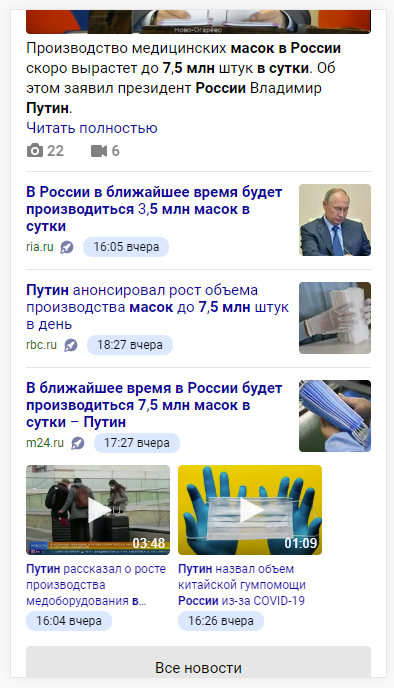 Ново-Огарёво
Производство медицинских масок в России
скоро вырастет до 7,5 млн штук в сутки. Об
этом заявил президент России Владимир
Путин.
Читать полностью
22 6
В России в ближайшее время будет
производиться 3,5 млн масок в
сутки
ria.ru 16:05 вчера
Путин анонсировал рост объема
производства масок до 7,5 млн штук
в день
rbc.ru 18:27 вчера
В ближайшее время в России будет
производиться 7,5 млн масок в
сутки – Путин
m24.ru 17:27 вчера
03:48
01:09
Путин рассказал о росте
производства
медоборудования в...
16:04 вчера
Путин назвал объем
китайской гумпомощи
России из-за COVID-19
16:26 вчера
Все новости